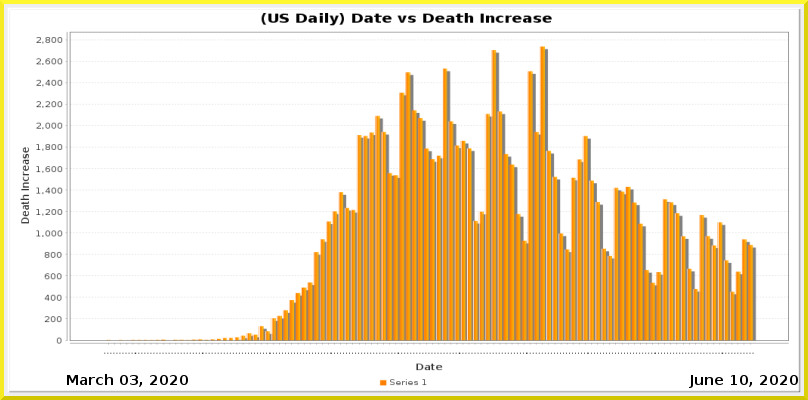 (US Daily) Date vs Death Increase
2,800
2,600
2,400
2,200
2,000
1,800
1,600
1,400
1,200
1,000
800
600
400
200
0
Death Increase
Date
March 03, 2020
Series 1
June 10, 2020